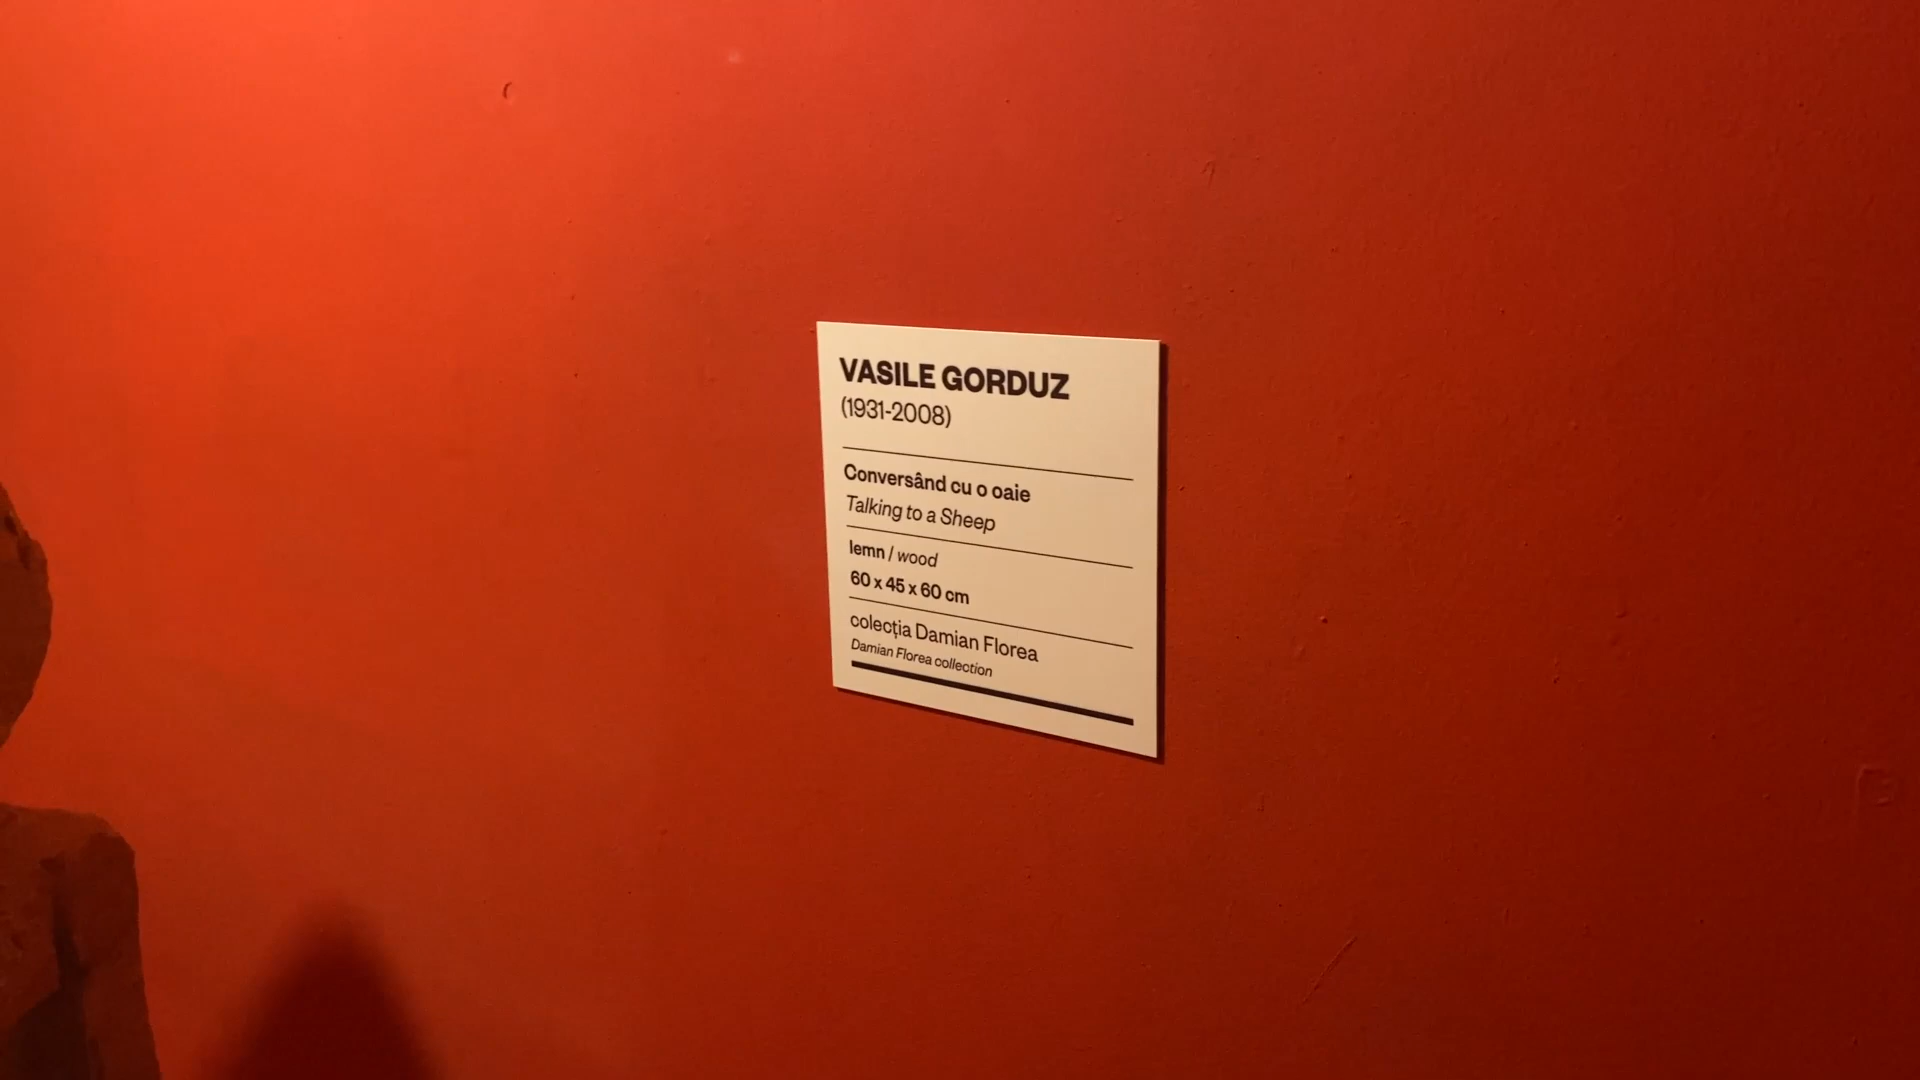 VASILE GORDUZ
(1931-2008)
Conversând cu o oaie
Talking to a Sheep
lemn / wood
60 x 45 x 60 cm
colecția Damian Florea
Damian Florea collection